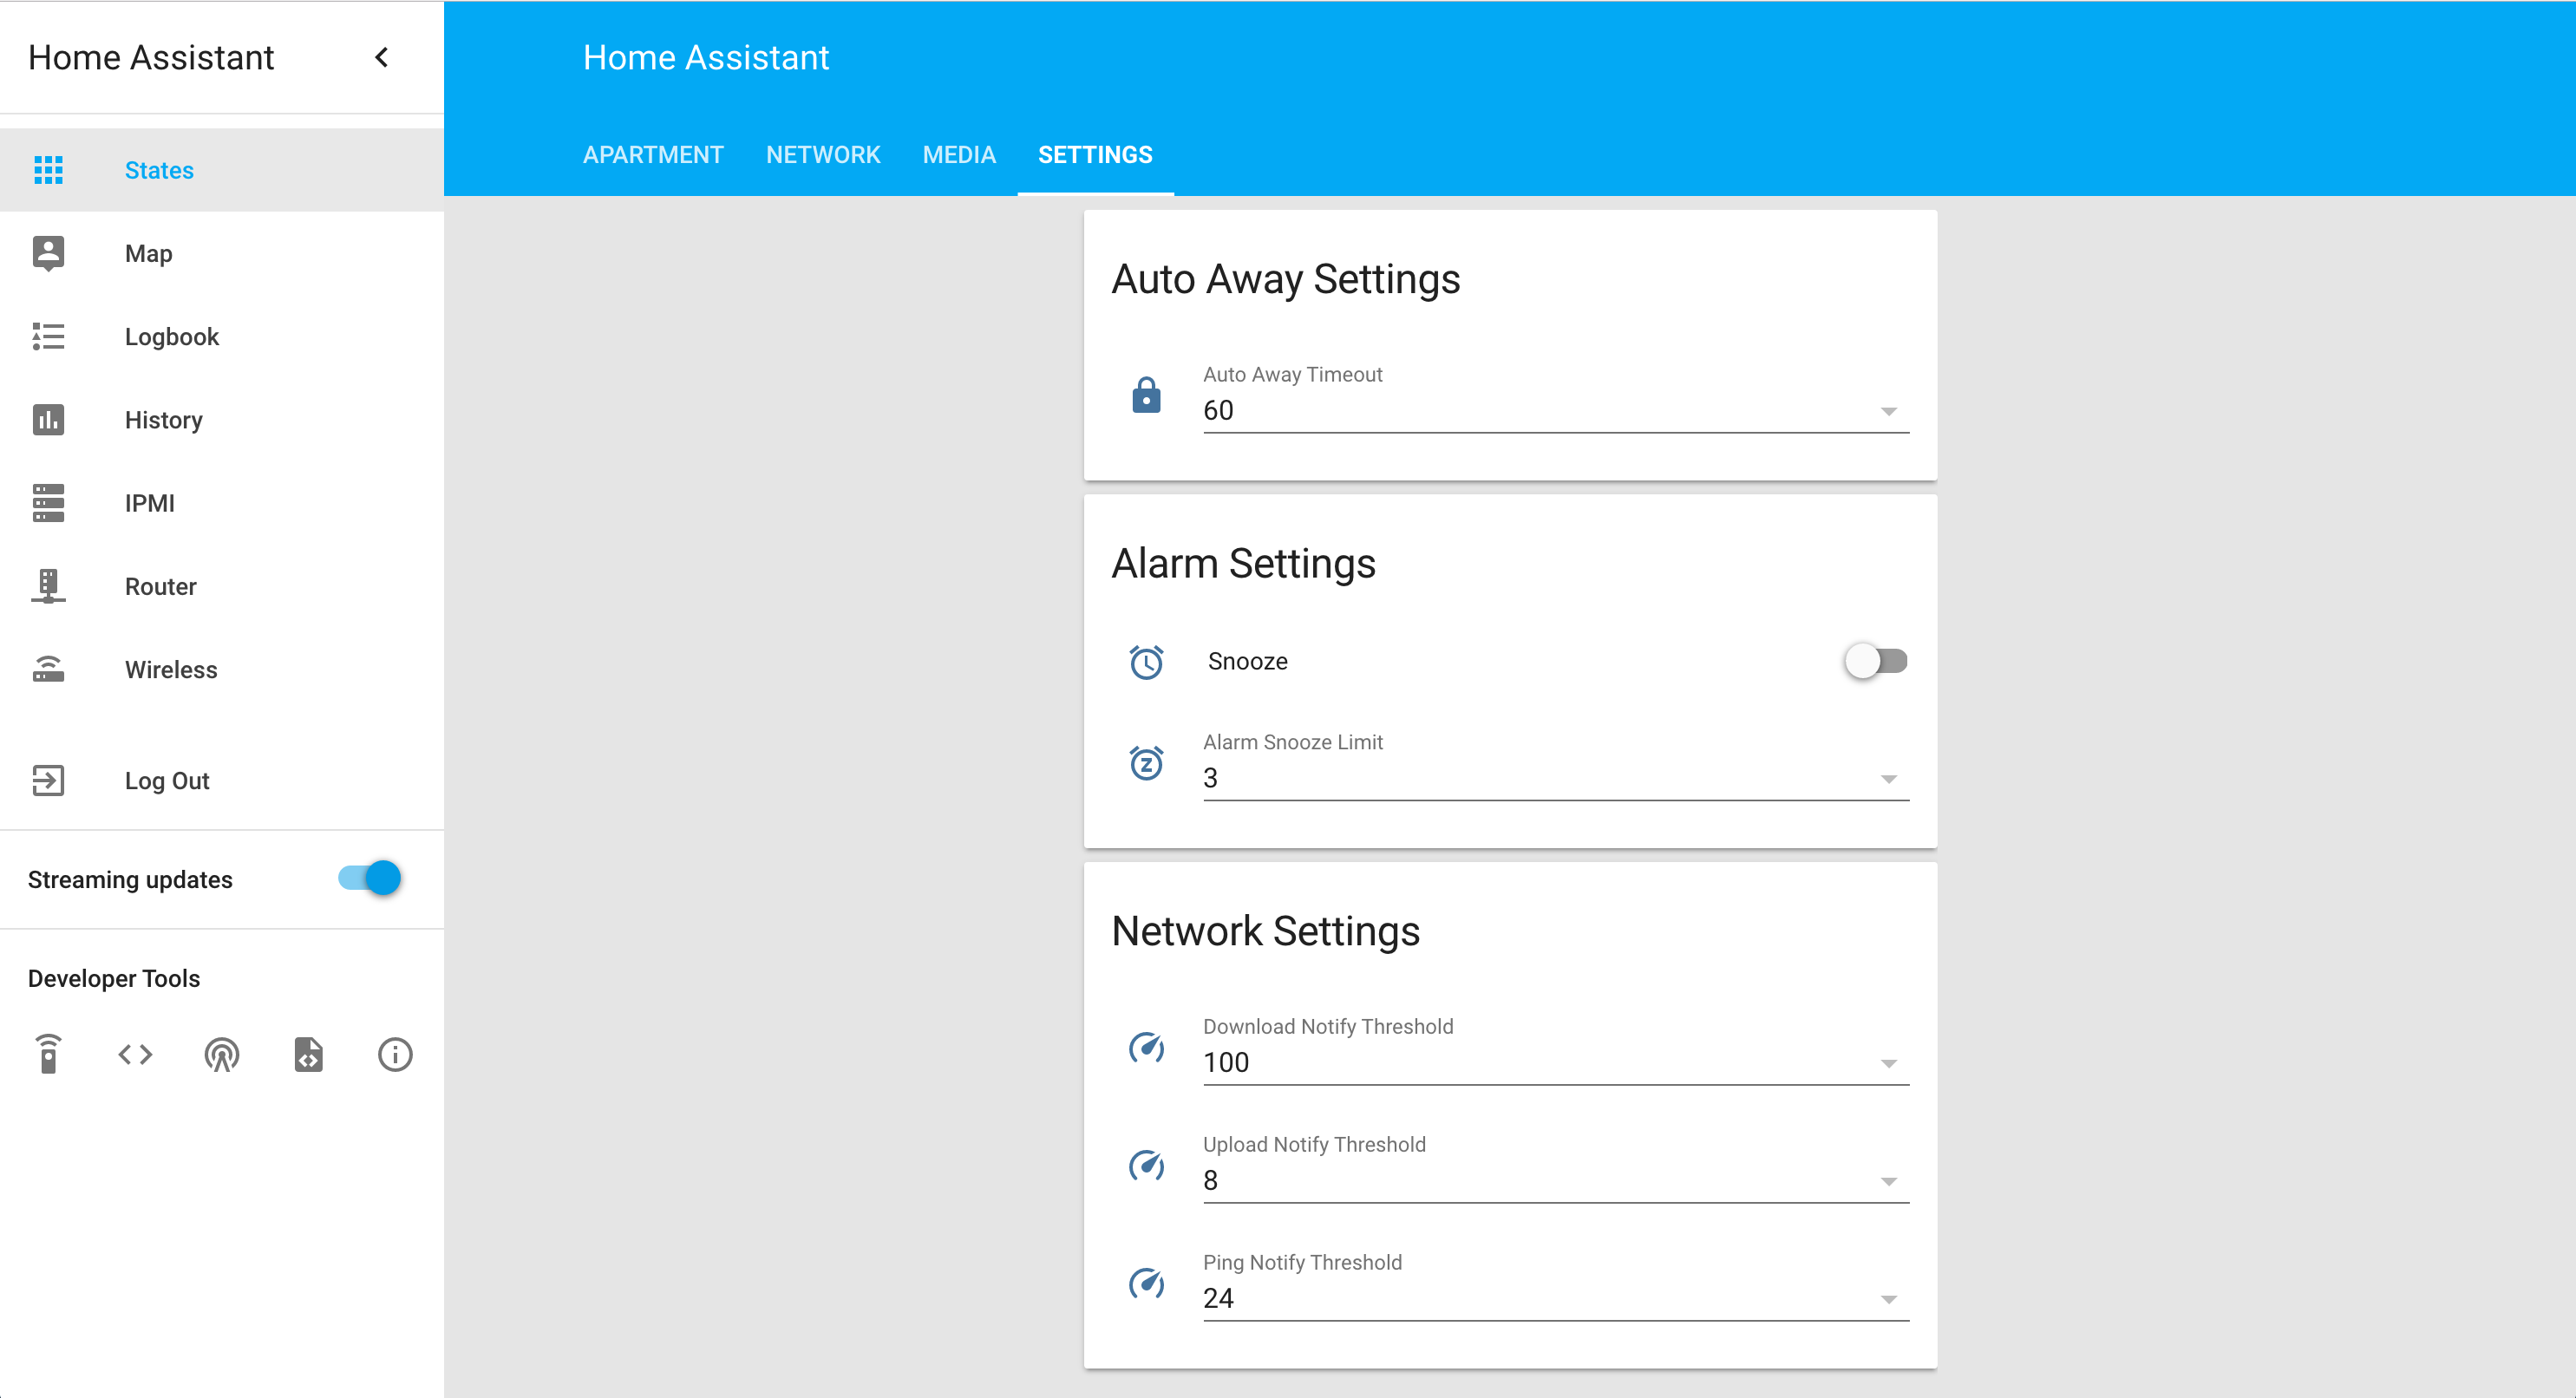 Home Assistant
States
Map
Logbook
History
IPMI
Router
Wireless
Log Out
Streaming updates
Developer Tools
Home Assistant
APARTMENT NETWORK MEDIA SETTINGS
Auto Away Settings
Auto Away Timeout
60
Alarm Settings
Snooze
Alarm Snooze Limit
3
Network Settings
Download Notify Threshold
100
Upload Notify Threshold
8
Ping Notify Threshold
24